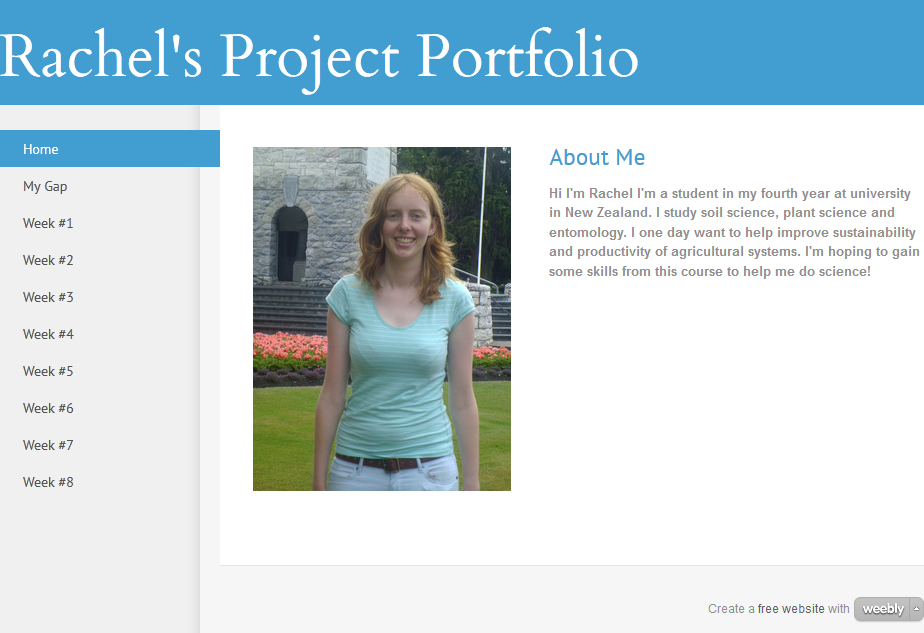 Rachel's Project Portfolio
Home
My Gap
Week #1
Week #2
Week #3
Week #4
Week #5
Week #6
Week #7
Week #8
About Me
Hi I'm Rachel I'm a student in my fourth year at university
in New Zealand. I study soil science, plant science and
entomology. I one day want to help improve sustainability
and productivity of agricultural systems. I'm hoping to gain
some skills from this course to help me do science!
Create a free website with weebly